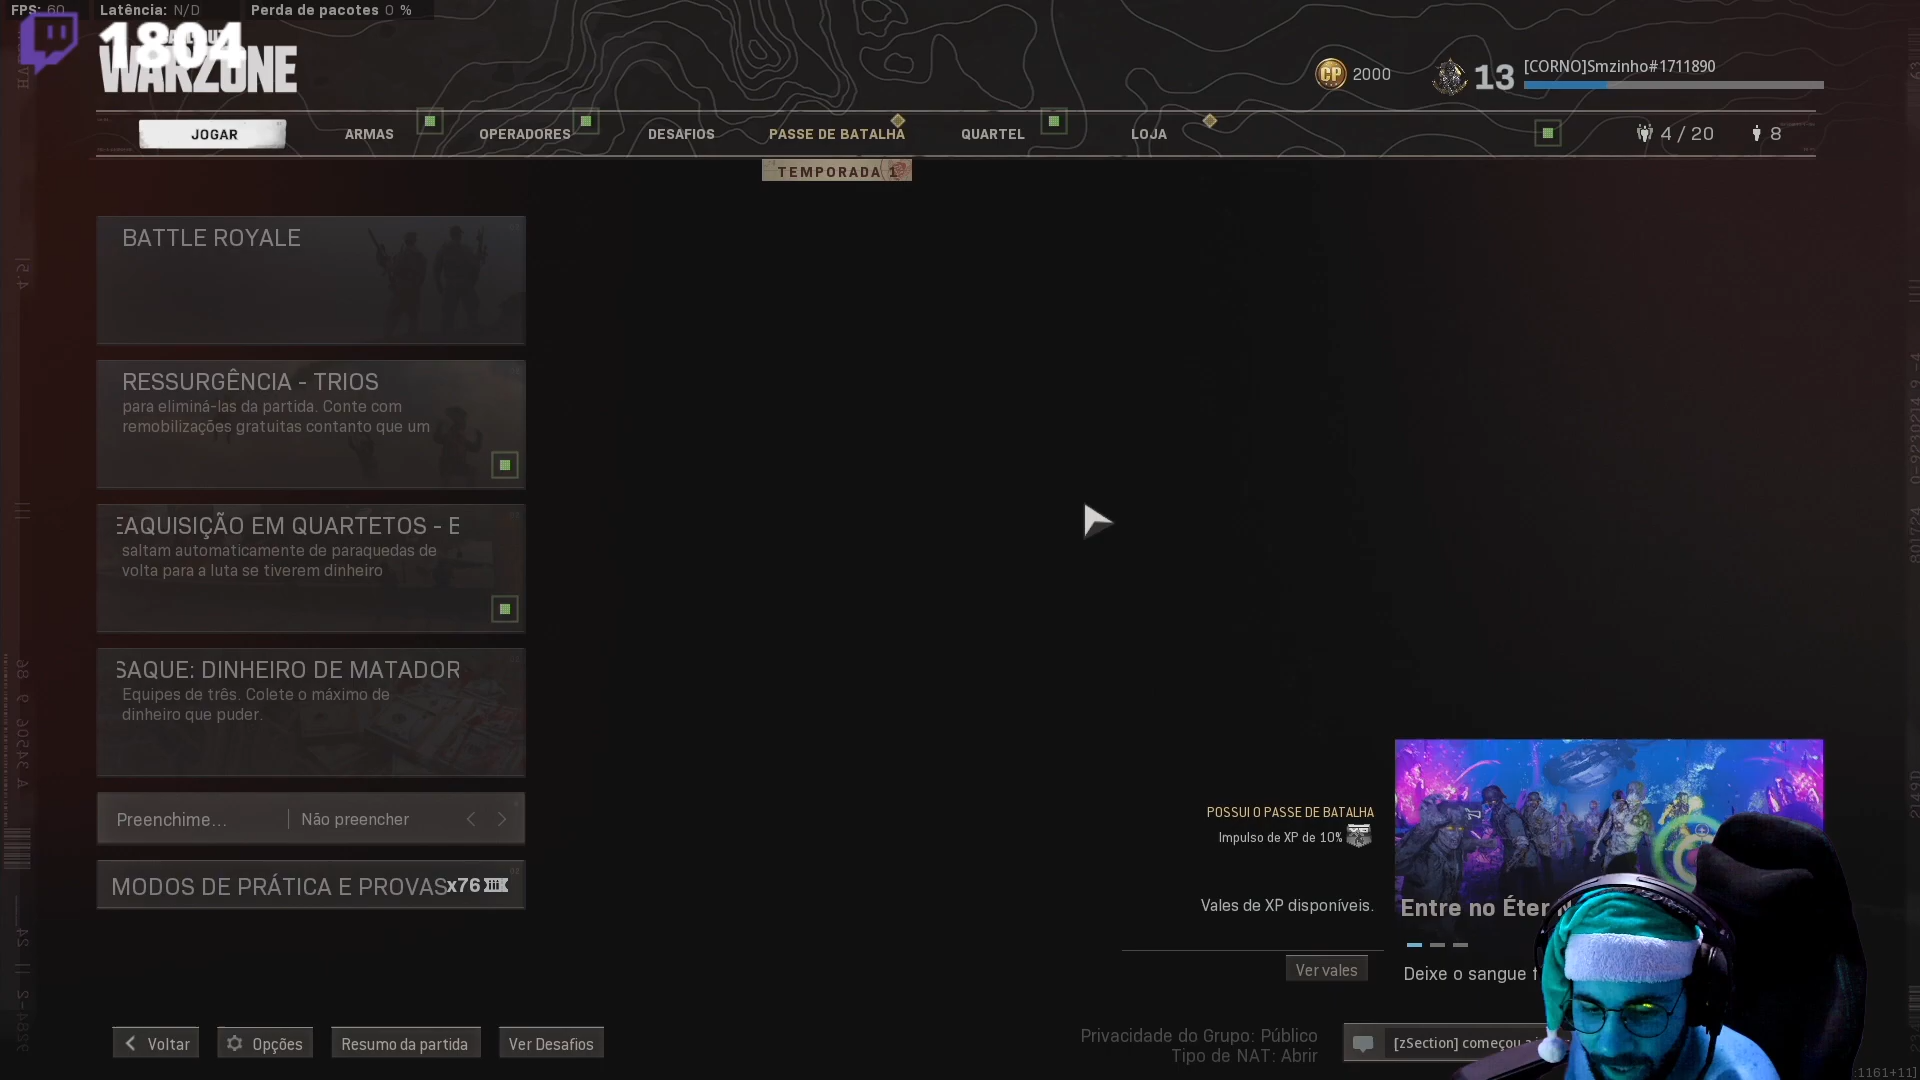 FPS: 60 Latência: N/D Perda de pacotes 0 %
1804
WARZONE
CP 2000
13 [CORNO]Smzinho#1711890
JOGAR ARMAS OPERADORES DESAFIOS PASSE DE BATALHA QUARTEL LOJA 4 / 20 8
TEMPORADA 1
BATTLE ROYALE
RESSURGÊNCIA - TRIOS
para eliminá-las da partida. Conte com
remobilizações gratuitas contanto que um
EAQUISIÇÃO EM QUARTETOS - E
saltam automaticamente de paraquedas de
volta para a luta se tiverem dinheiro
SAQUE: DINHEIRO DE MATADOR
Equipes de três. Colete o máximo de
dinheiro que puder.
Preenchime... Não preencher
MODOS DE PRÁTICA E PROVAS x76
POSSUI O PASSE DE BATALHA
Impulso de XP de 10%
Vales de XP disponíveis.
Ver vales
Entre no Éter
Deixe o sangue
Voltar Opções Resumo da partida Ver Desafios
Privacidade do Grupo: Público
Tipo de NAT: Abrir
[zSection] começou
:1161+11]